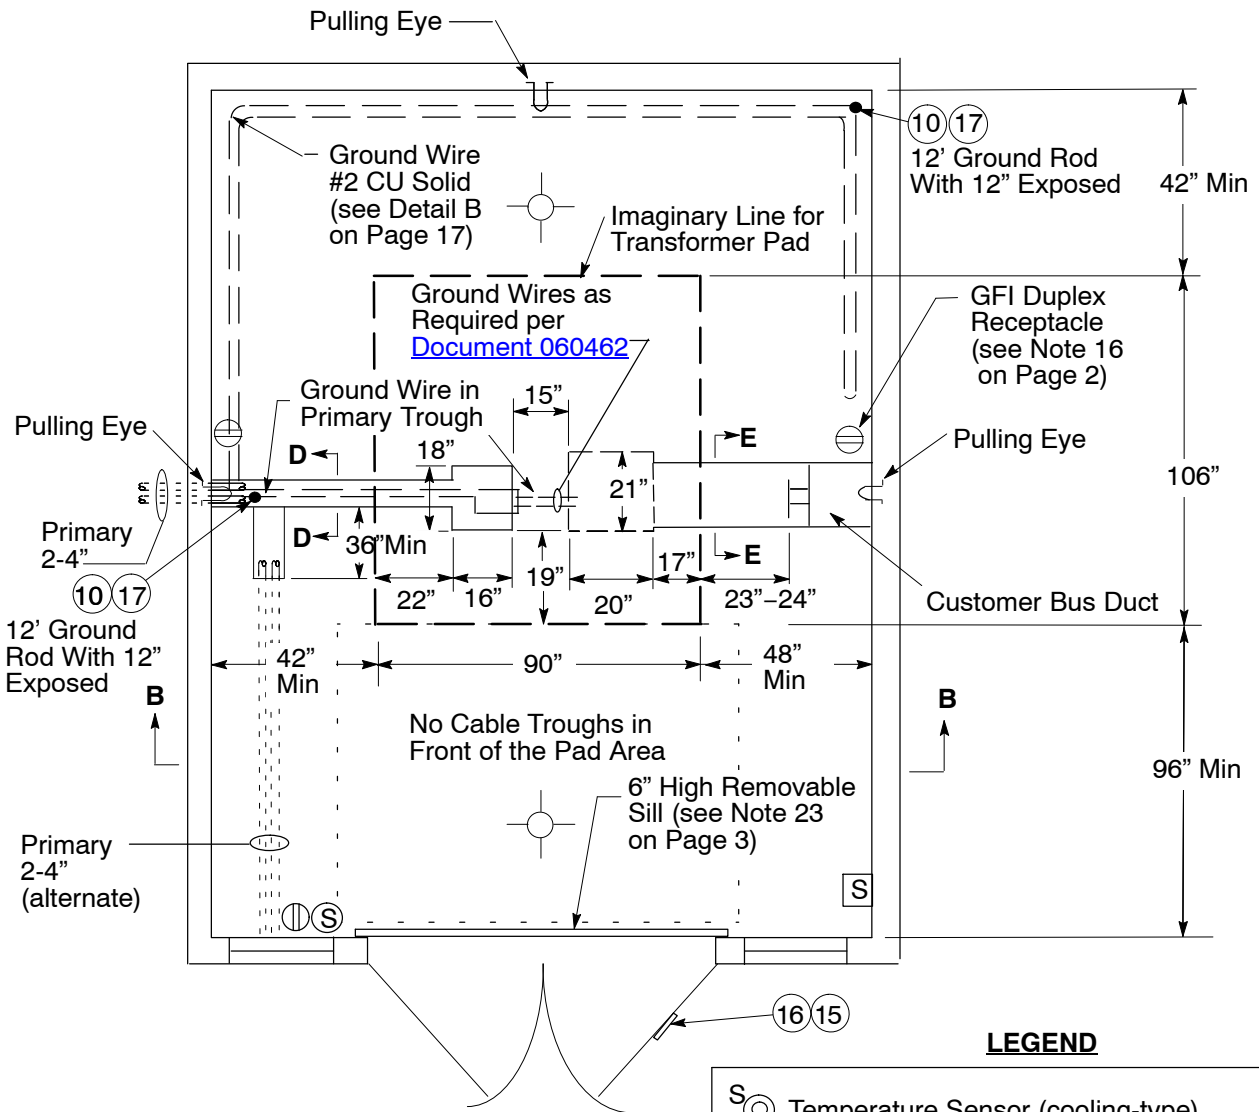 Pulling Eye
10 17
12’ Ground Rod
With 12” Exposed
42” Min
Ground Wire
#2 CU Solid
(see Detail B
on Page 17)
Imaginary Line for
Transformer Pad
Ground Wires as
Required per
Document 060462
GFI Duplex
Receptacle
(see Note 16
on Page 2)
Ground Wire in
Primary Trough
15”
Pulling Eye
D
18”
E
Pulling Eye
21”
106”
Primary
2-4”
D
36”Min
19”
17”
E
22”
16”
20”
23”–24”
Customer Bus Duct
10 17
12’ Ground
Rod With 12”
Exposed
42”
Min
90”
48”
Min
B
B
No Cable Troughs in
Front of the Pad Area
96” Min
6” High Removable
Sill (see Note 23
on Page 3)
Primary
2-4”
(alternate)
S
S
16 15
LEGEND
S
Temperature Sensor (cooling-type)